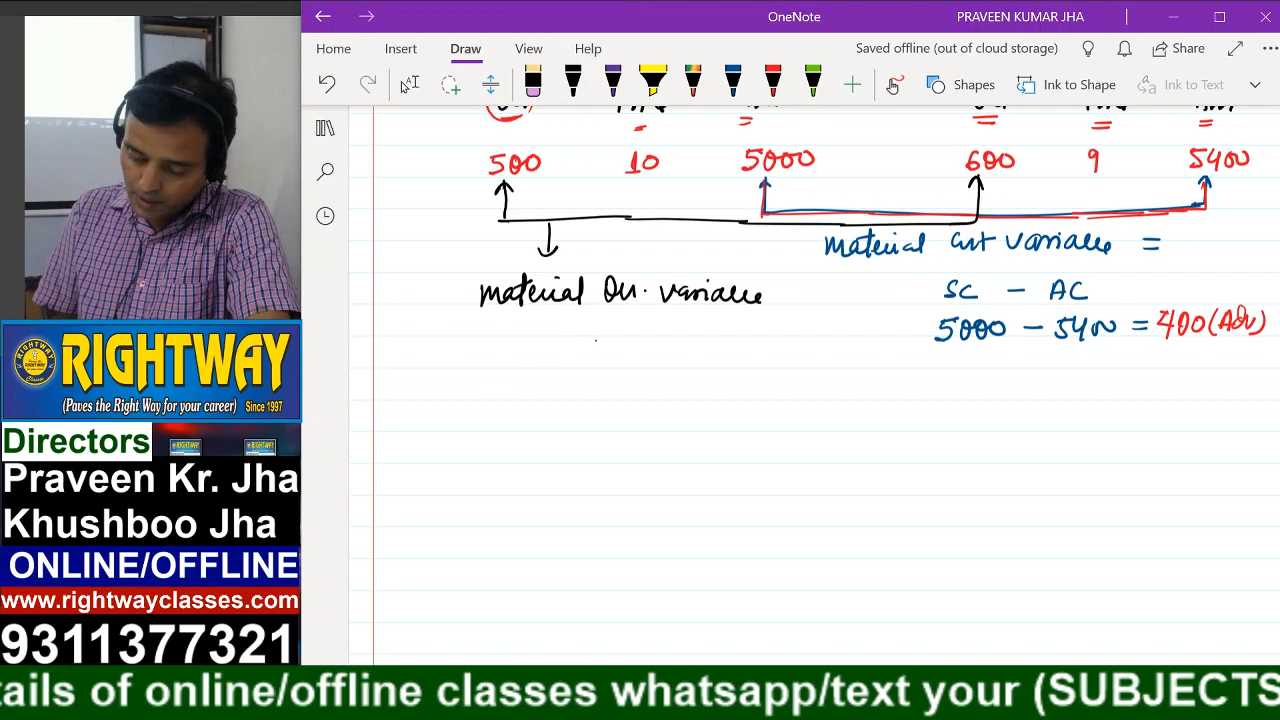 OneNote
PRAVEEN KUMAR JHA
Home Insert Draw View Help
Saved offline (out of cloud storage)
Share
Shapes
Ink to Shape
Ink to Text
500 10 5000 600 9 5400
material variance =
material Qu. variance
SC - AC
5000 - 5400 = 400 (Adv)
RIGHTWAY
(Paves the Right Way for your career) Since 1997
Directors
Praveen Kr. Jha
Khushboo Jha
ONLINE/OFFLINE
www.rightwayclasses.com
9311377321
tails of online/offline classes whatsapp/text your (SUBJECTS